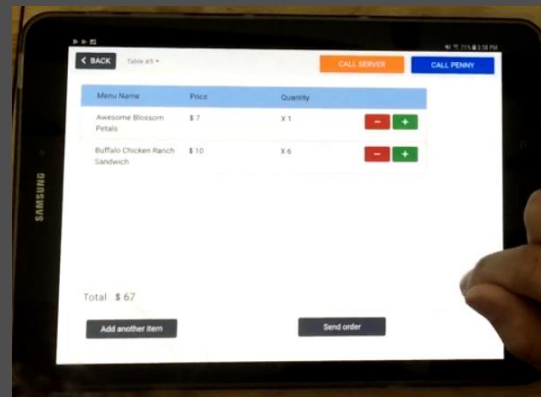 BACK Table #5 CALL SERVER CALL PENNY
Menu Name Price Quantity
Awesome Blossom Petals $ 7 X 1 - +
Buffalo Chicken Ranch Sandwich $ 10 X 6 - +
Total $ 67
Add another item Send order
SAMSUNG